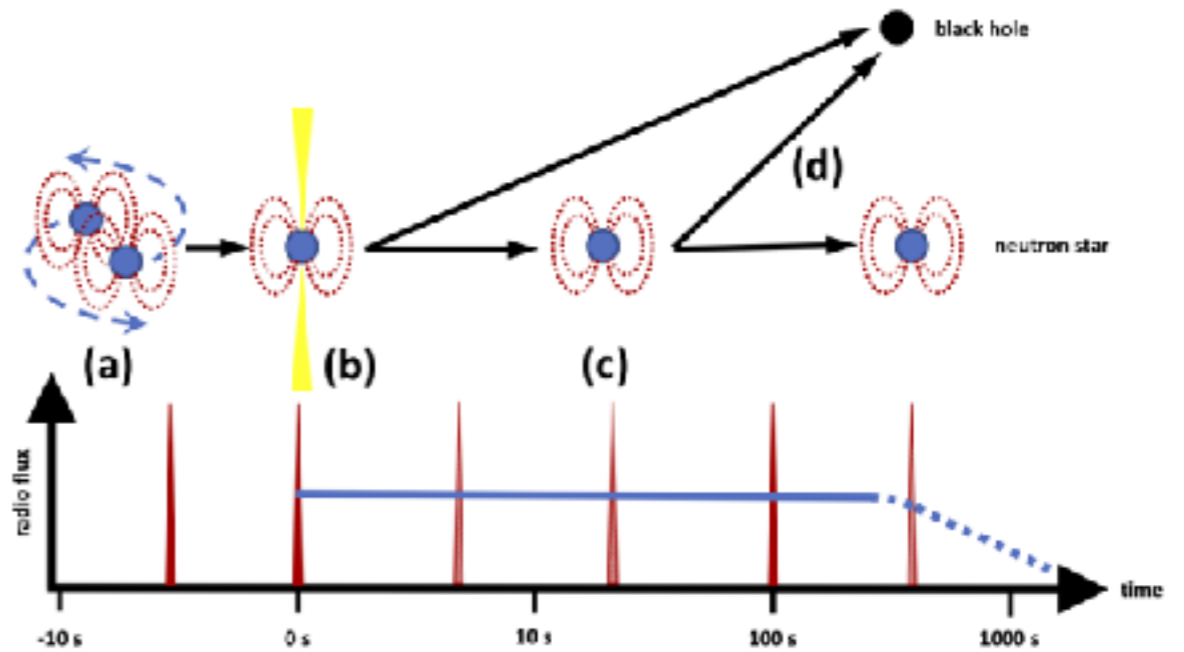 black hole
(d)
neutron star
(a)
(b)
(c)
radio flux
time
-10 s
0 s
10 s
100 s
1000 s